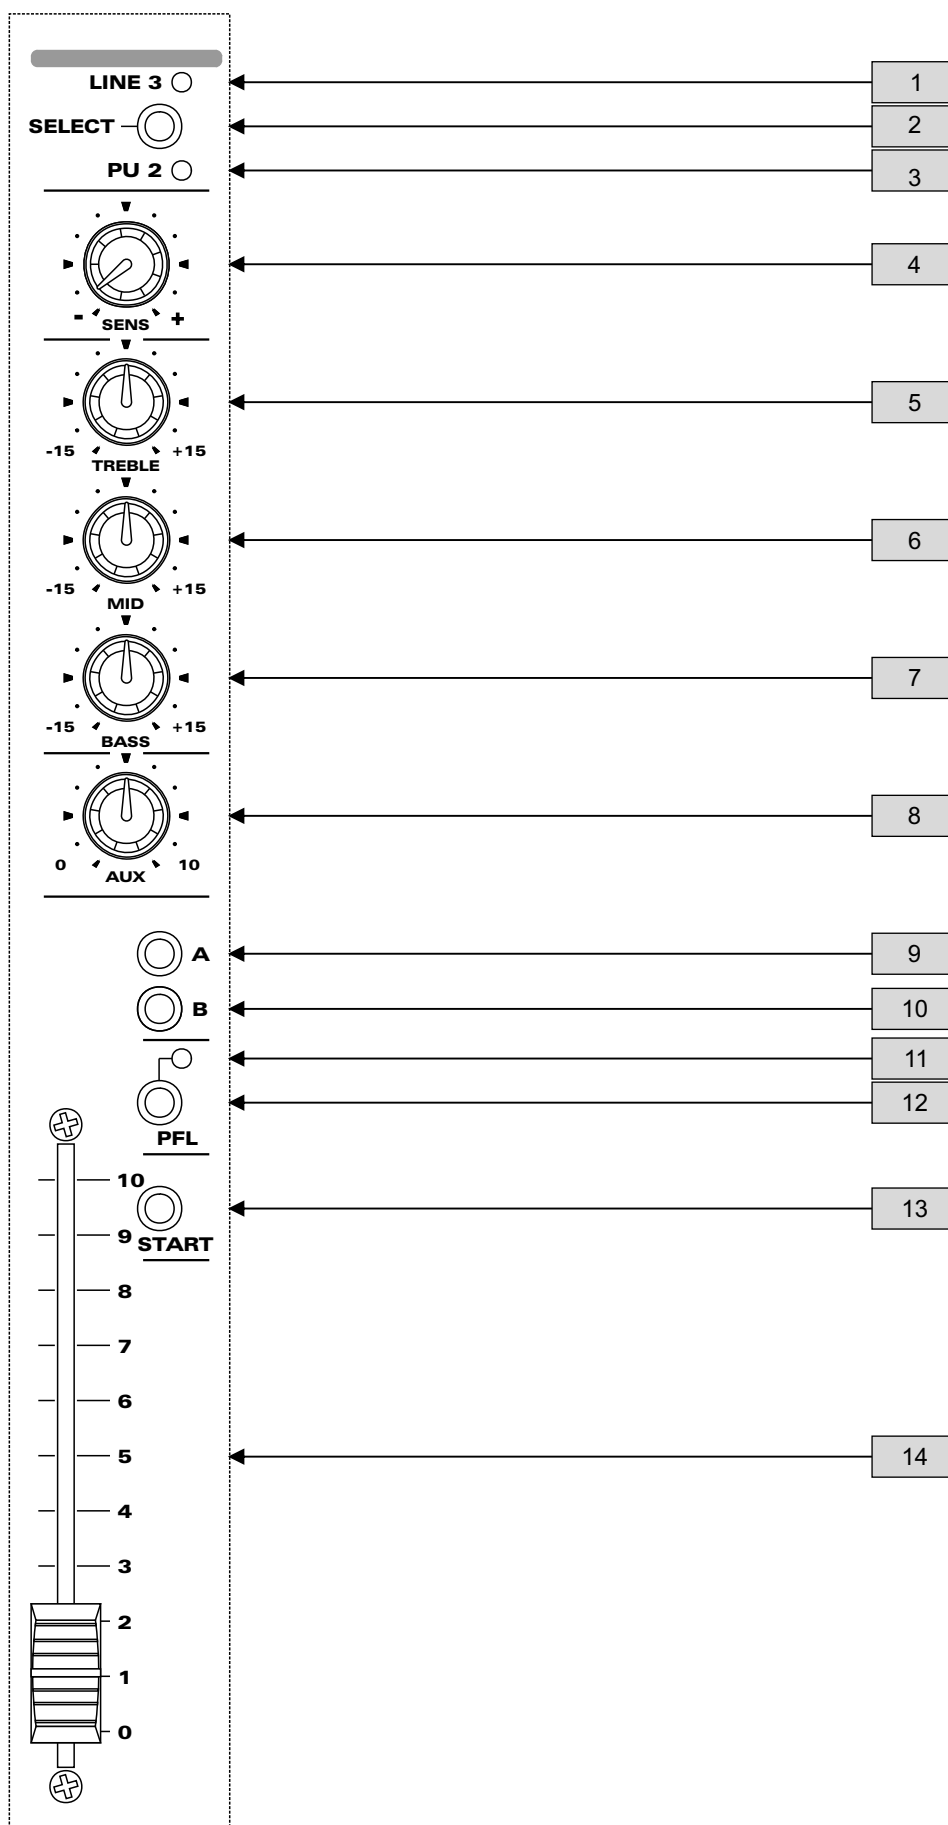 LINE 3 1
SELECT 2
PU 2 3
4
- SENS +
5
-15 +15
TREBLE
6
-15 +15
MID
7
-15 +15
BASS
8
0 10
AUX
A 9
B 10
11
12
PFL
10
13
9 START
8
7
6
5 14
4
3
2
1
0